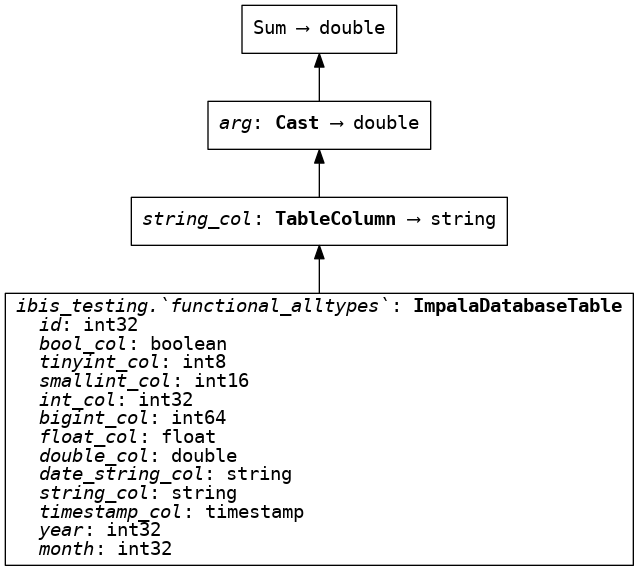 Sum → double
arg: Cast → double
string_col: TableColumn → string
ibis_testing.`functional_alltypes`: ImpalaDatabaseTable
id: int32
bool_col: boolean
tinyint_col: int8
smallint_col: int16
int_col: int32
bigint_col: int64
float_col: float
double_col: double
date_string_col: string
string_col: string
timestamp_col: timestamp
year: int32
month: int32